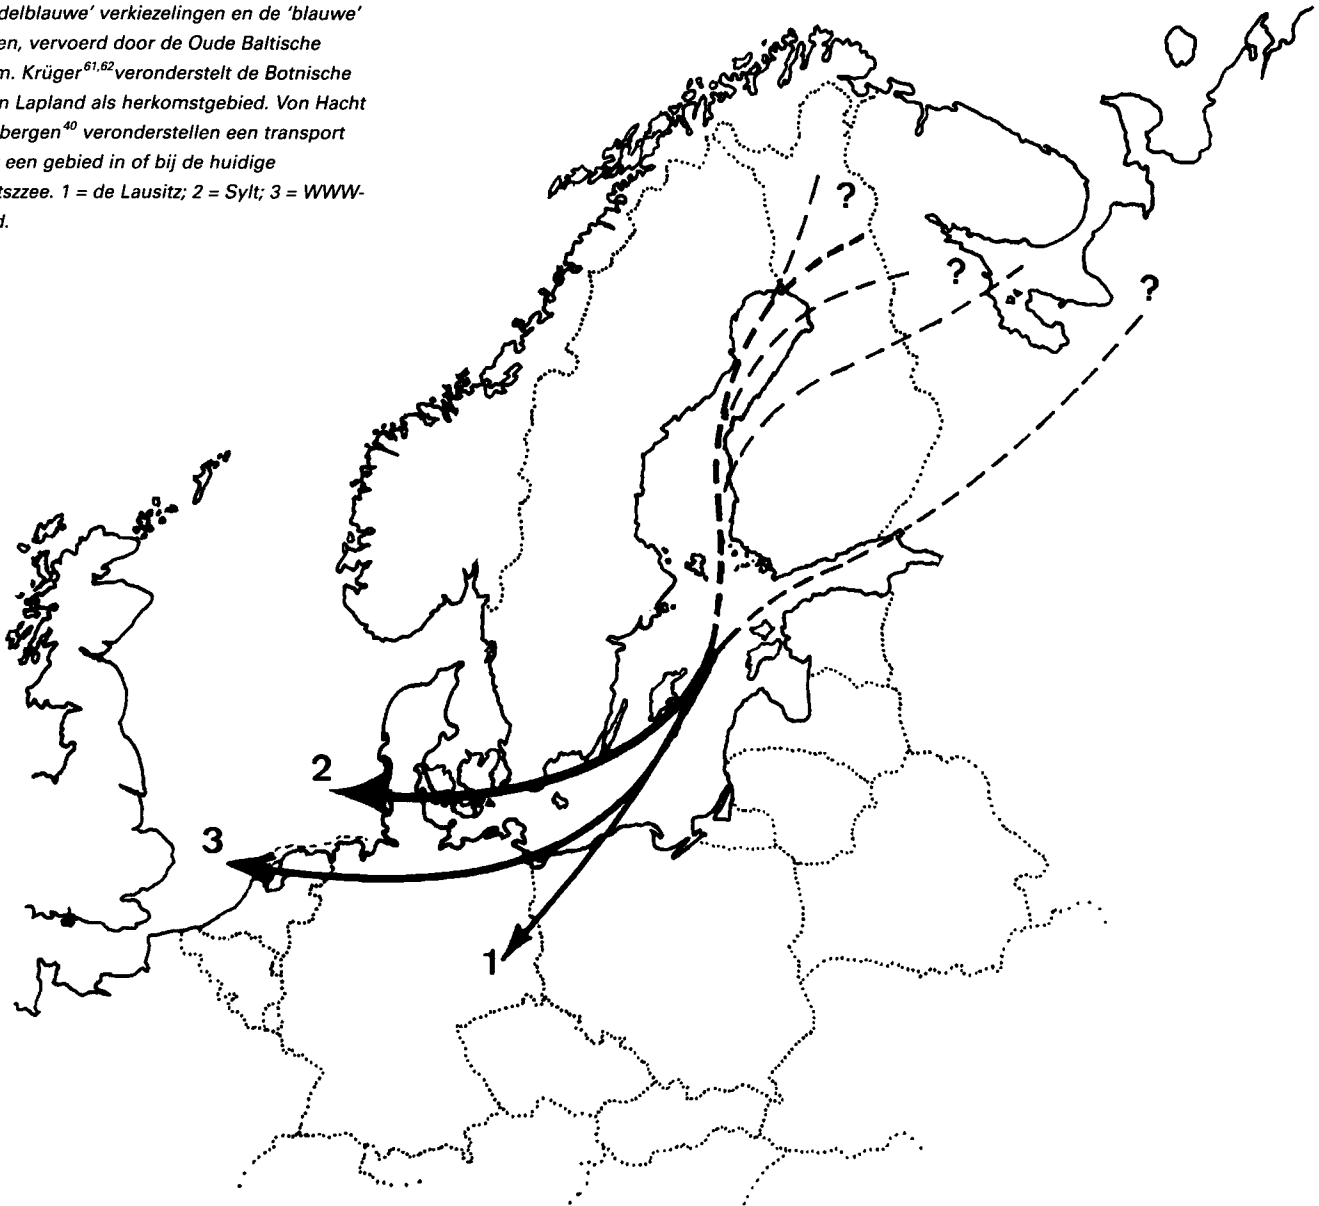 delblauwe’ verkiezelingen en de ‘blauwe’
en, vervoerd door de Oude Baltische
m. Krüger61,62 veronderstelt de Botnische
n Lapland als herkomstgebied. Von Hacht
bergen40 veronderstellen een transport
een gebied in of bij de huidige
tszzee. 1 = de Lausitz; 2 = Sylt; 3 = WWW-
d.
?
?
?
2
3
1